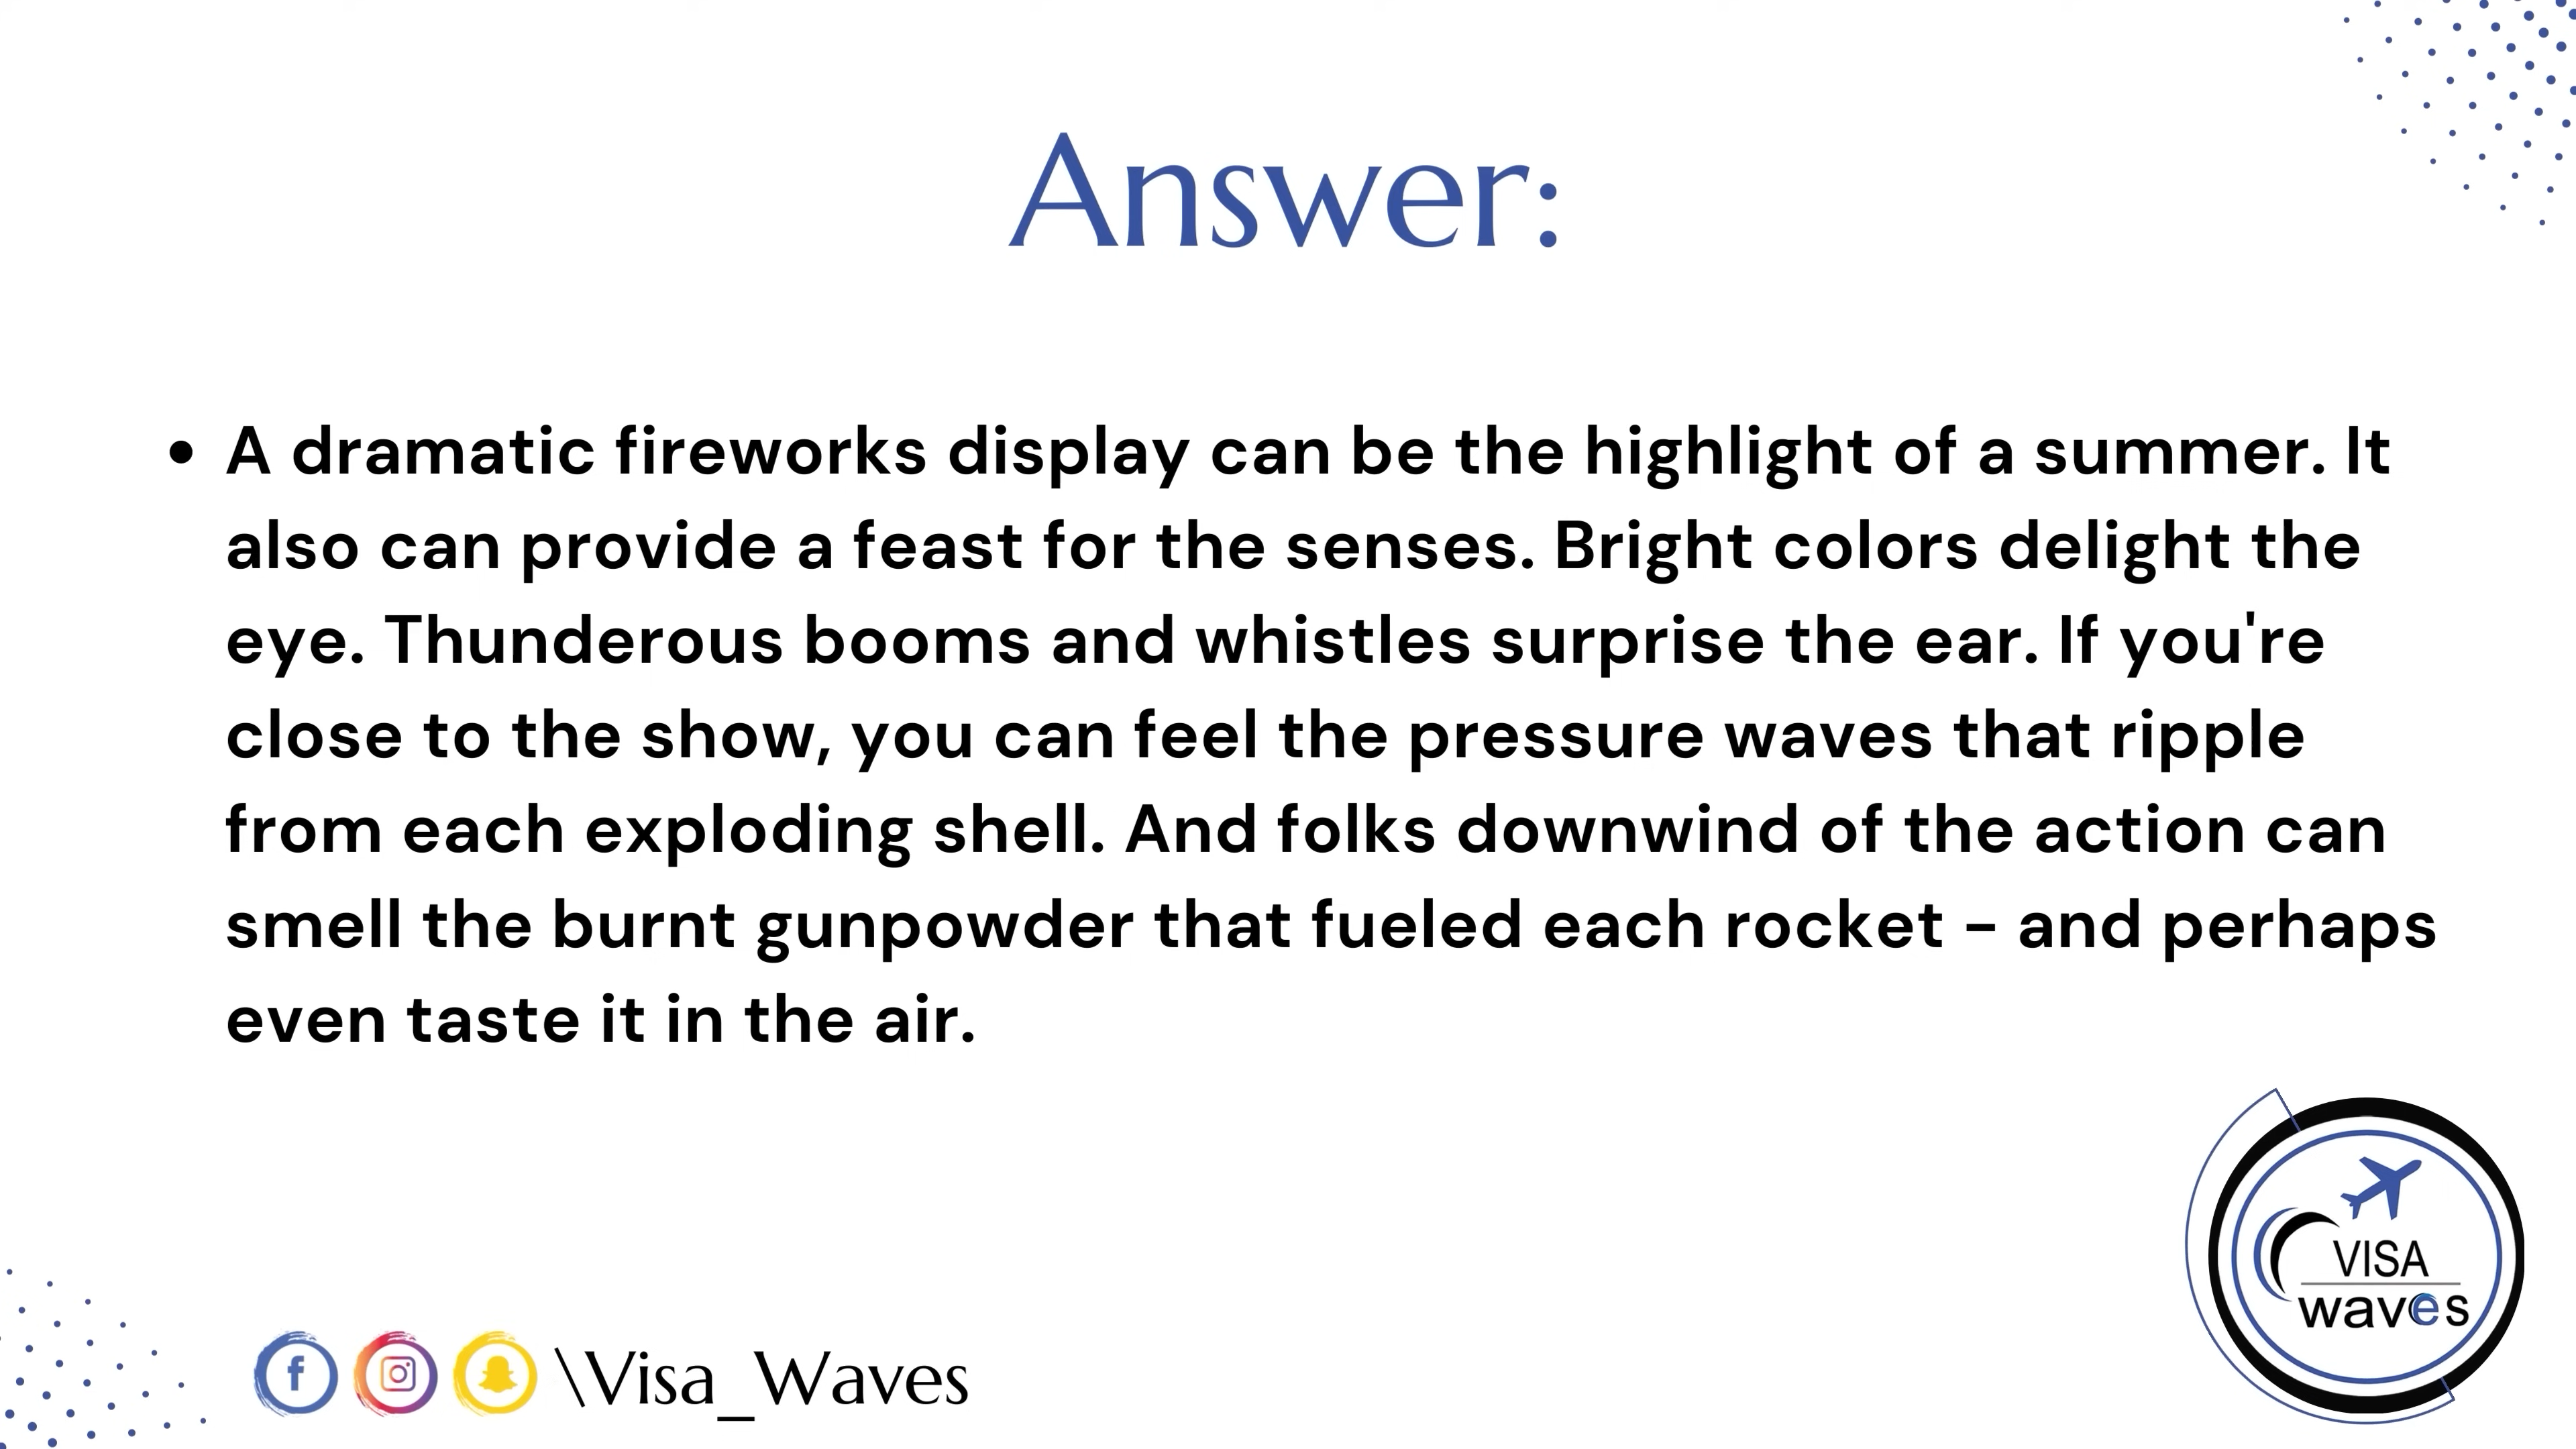 Answer:
• A dramatic fireworks display can be the highlight of a summer. It
also can provide a feast for the senses. Bright colors delight the
eye. Thunderous booms and whistles surprise the ear. If you're
close to the show, you can feel the pressure waves that ripple
from each exploding shell. And folks downwind of the action can
smell the burnt gunpowder that fueled each rocket - and perhaps
even taste it in the air.
VISA
waves
\Visa_Waves